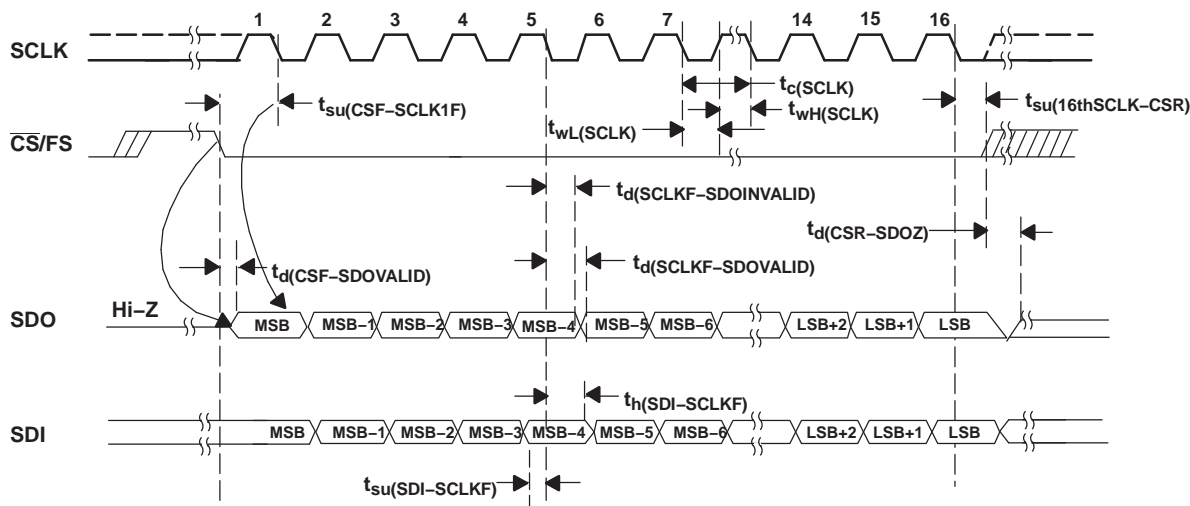 1 2 3 4 5 6 7 14 15 16
SCLK
tc(SCLK)
tsu(CSF–SCLK1F)
twH(SCLK)
tsu(16thSCLK–CSR)
twL(SCLK)
CS/FS
td(SCLKF–SDOINVALID)
td(CSR–SDOZ)
td(CSF–SDOVALID)
td(SCLKF–SDOVALID)
Hi–Z
SDO
MSB MSB–1 MSB–2 MSB–3 MSB–4 MSB–5 MSB–6 LSB+2 LSB+1 LSB
th(SDI–SCLKF)
SDI
MSB MSB–1 MSB–2 MSB–3 MSB–4 MSB–5 MSB–6 LSB+2 LSB+1 LSB
tsu(SDI–SCLKF)